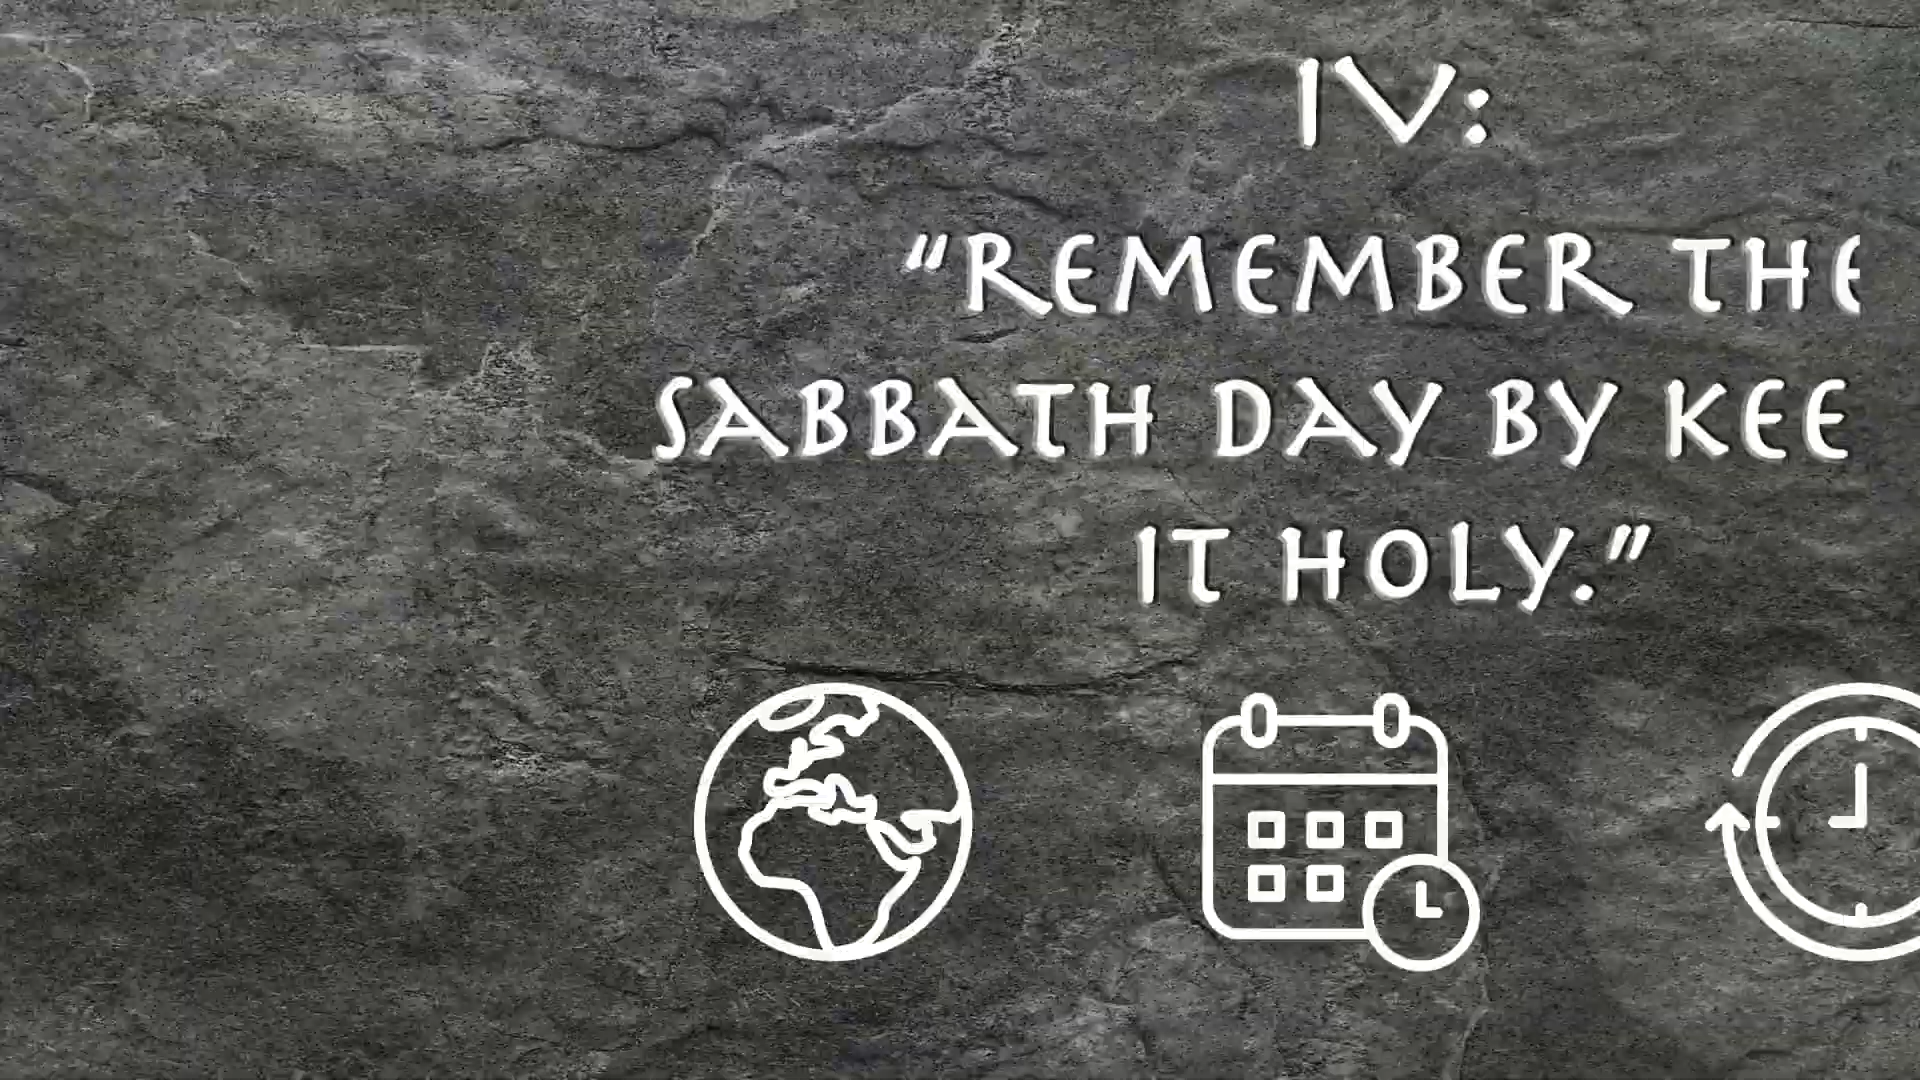 IV:
“REMEMBER THE
SABBATH DAY BY KEE
IT HOLY.”